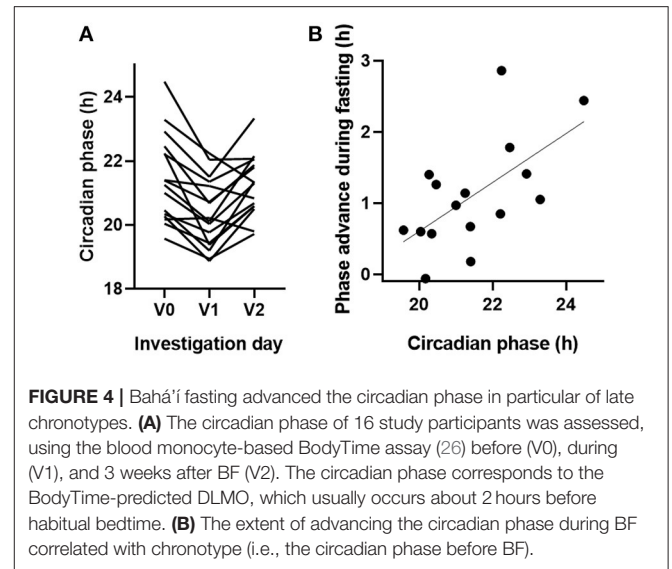 A
B
Circadian phase (h)
24
22
20
18
V0 V1 V2
Investigation day
Phase advance during fasting (h)
3
2
1
0
20 22 24
Circadian phase (h)
FIGURE 4 | Bahá'í fasting advanced the circadian phase in particular of late
chronotypes. (A) The circadian phase of 16 study participants was assessed,
using the blood monocyte-based BodyTime assay (26) before (V0), during
(V1), and 3 weeks after BF (V2). The circadian phase corresponds to the
BodyTime-predicted DLMO, which usually occurs about 2 hours before
habitual bedtime. (B) The extent of advancing the circadian phase during BF
correlated with chronotype (i.e., the circadian phase before BF).